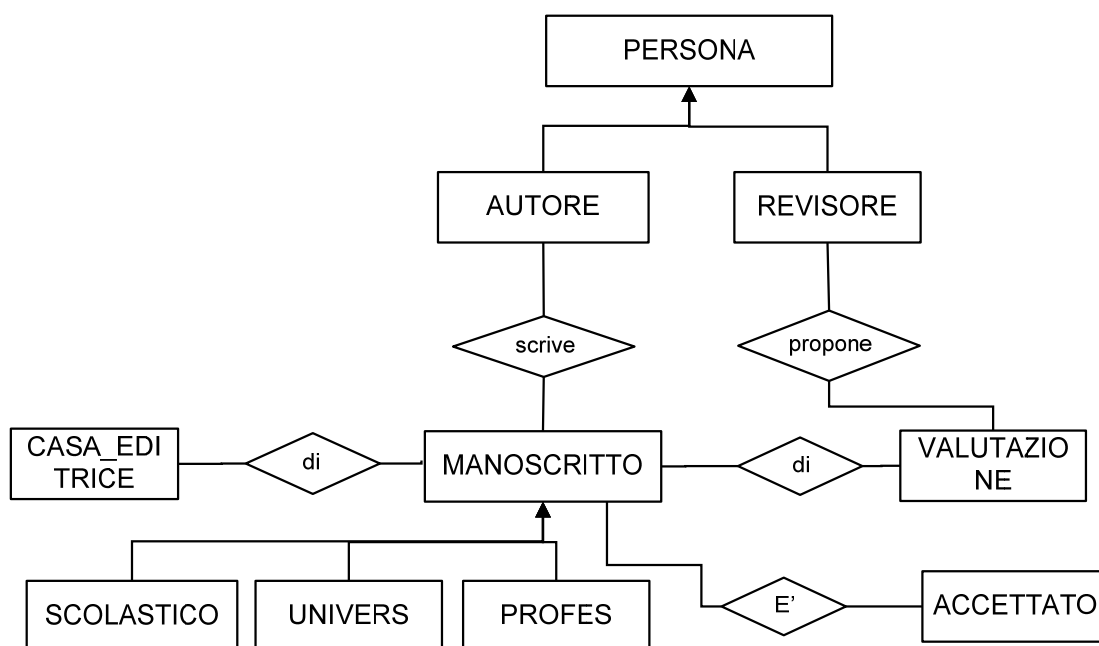 PERSONA
AUTORE
REVISORE
scrive
propone
CASA_EDI
TRICE
di
MANOSCRITTO
di
VALUTAZIO
NE
SCOLASTICO
UNIVERS
PROFES
E'
ACCETTATO